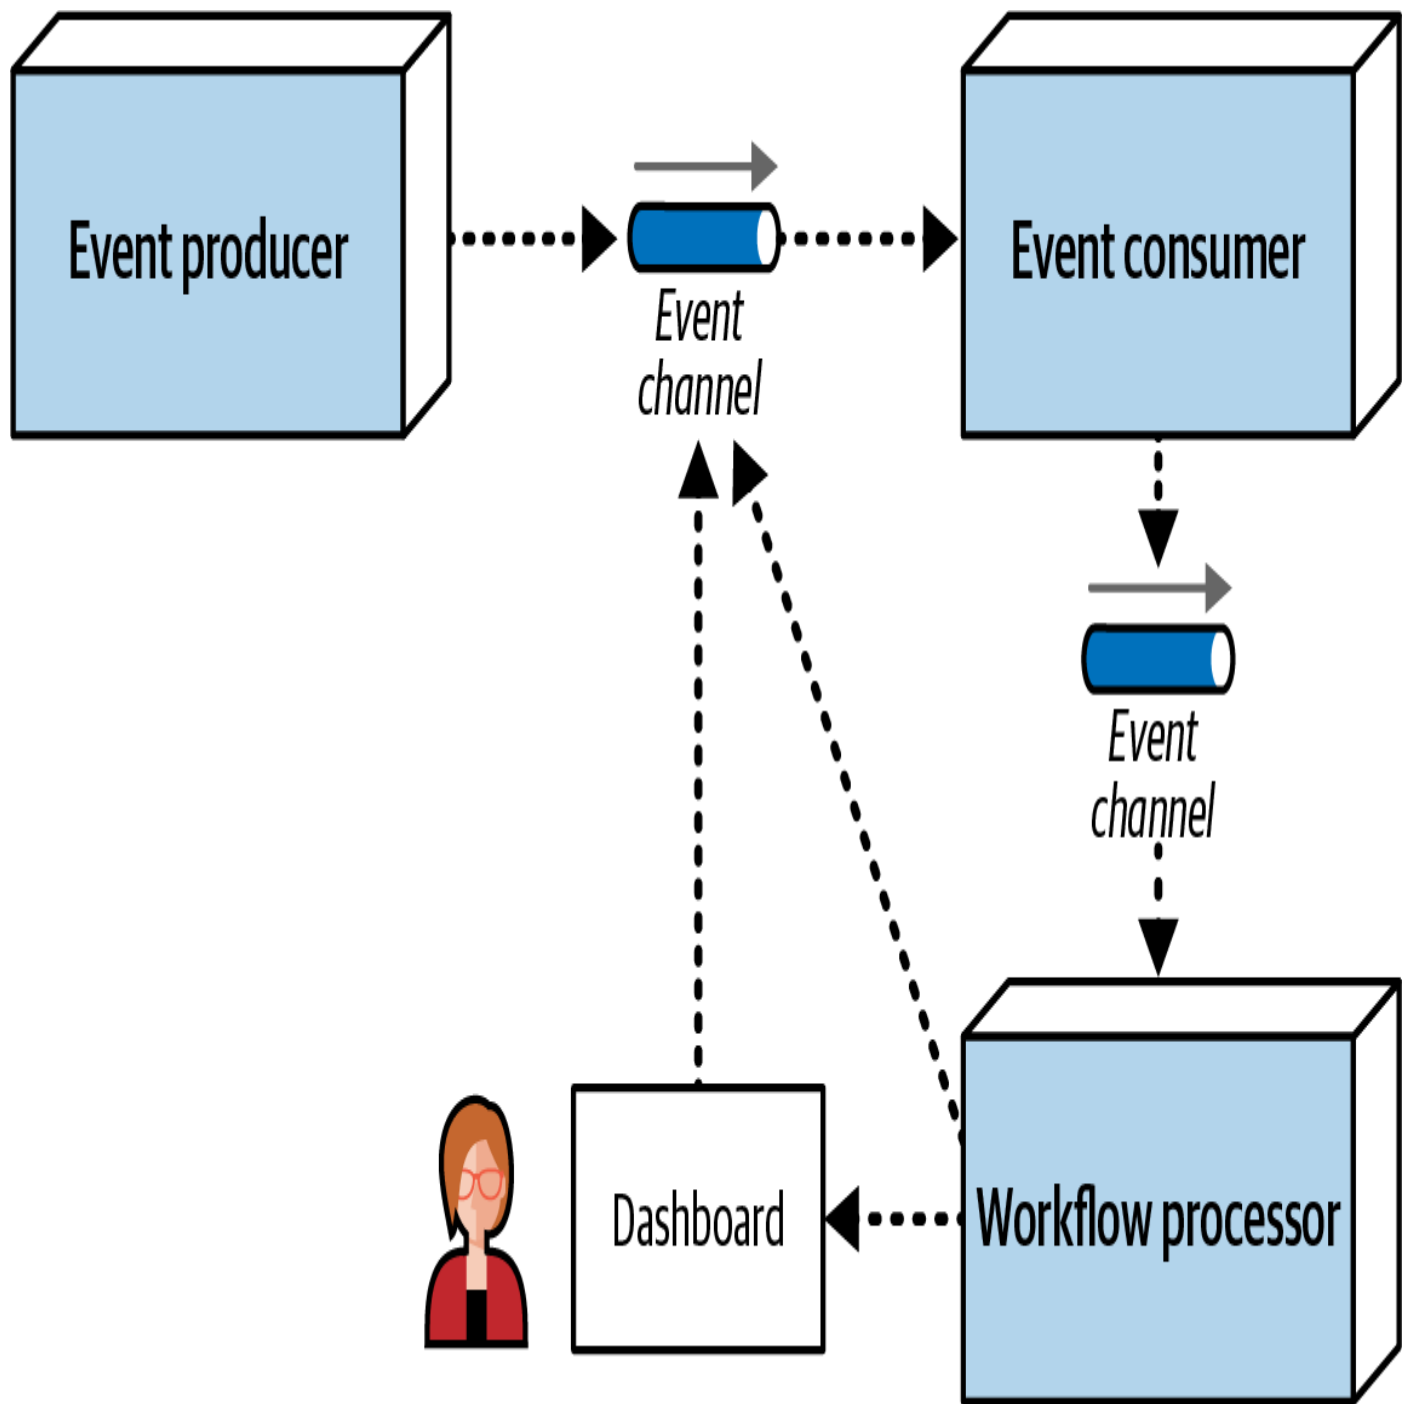 Event producer
Event
channel
Event consumer
Event
channel
Dashboard
Workflow processor